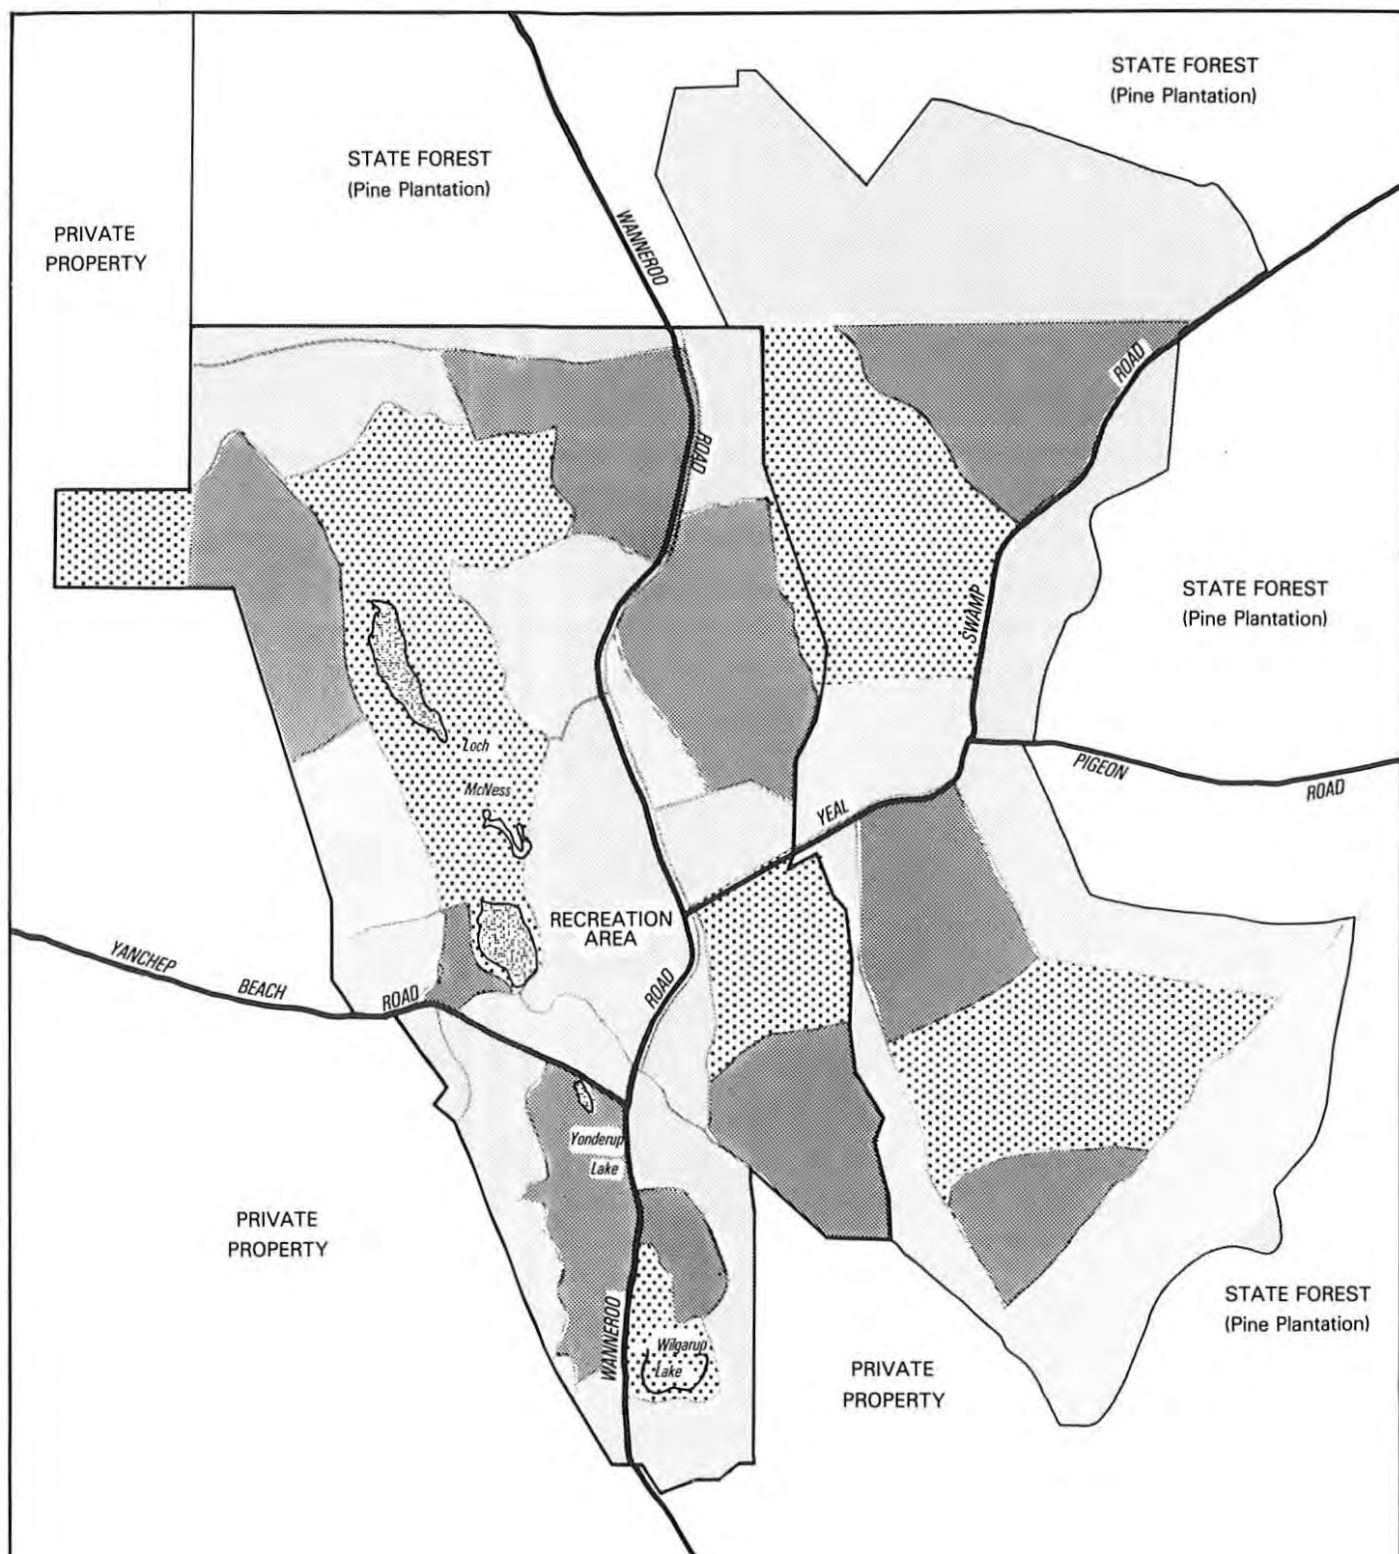 STATE FOREST
(Pine Plantation)
STATE FOREST
(Pine Plantation)
PRIVATE
PROPERTY
WANNEROO
ROAD
ROAD
STATE FOREST
(Pine Plantation)
SWAMP
Loch
McNess
PIGEON
ROAD
YEAL
RECREATION
AREA
YANCHEP
BEACH
ROAD
ROAD
Yonderup
Lake
PRIVATE
PROPERTY
STATE FOREST
(Pine Plantation)
WANNEROO
Wilgarup
Lake
PRIVATE
PROPERTY